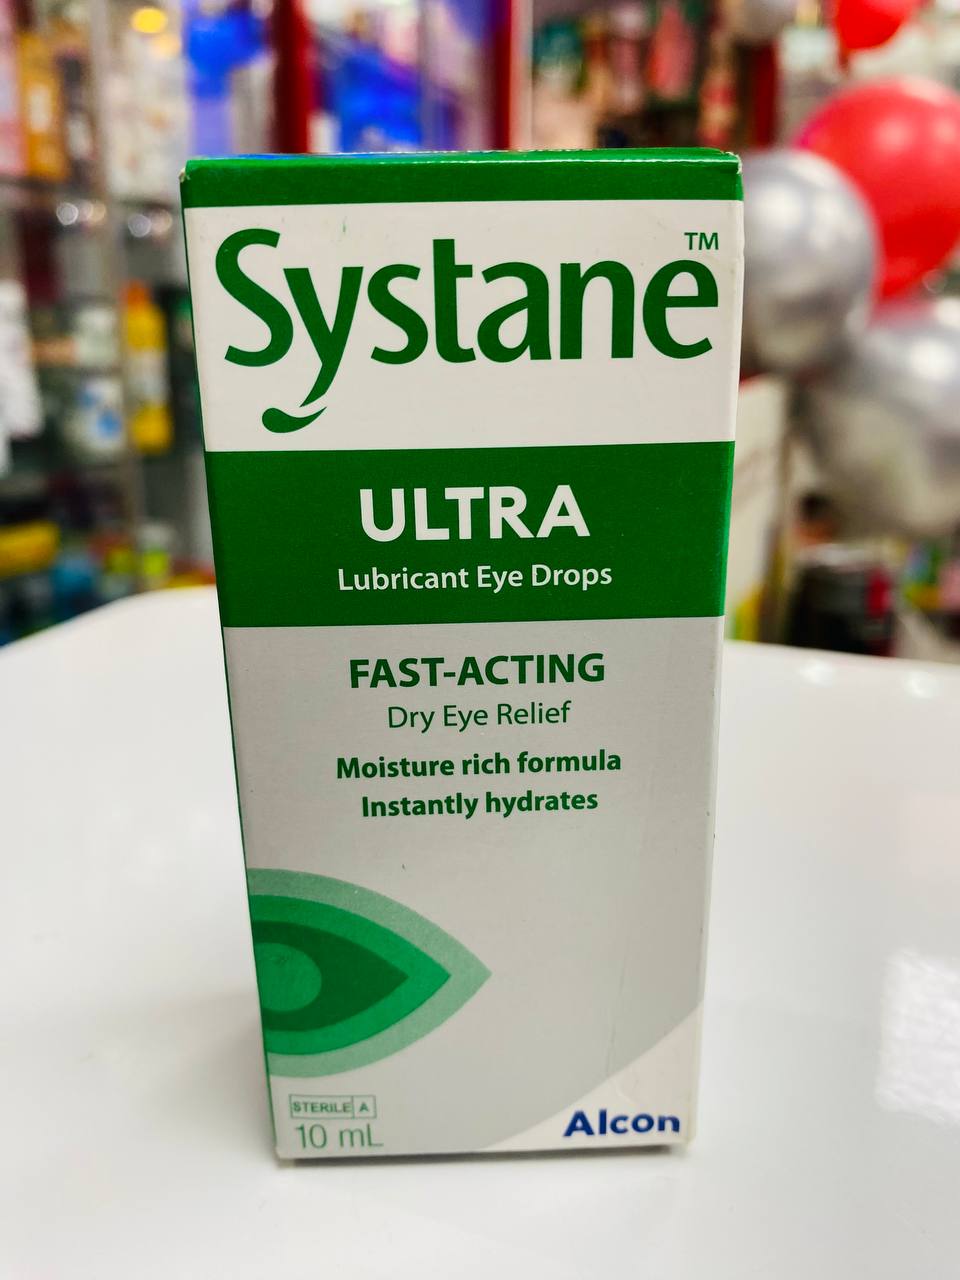 Systane™
ULTRA
Lubricant Eye Drops
FAST-ACTING
Dry Eye Relief
Moisture rich formula
Instantly hydrates
STERILE A
10 mL
Alcon